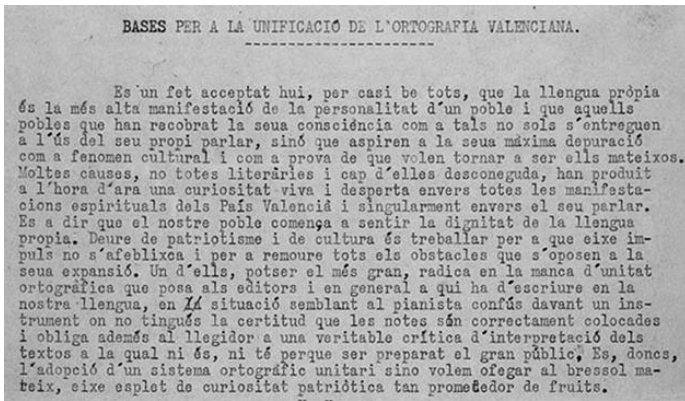 BASES PER A LA UNIFICACIÓ DE L'ORTOGRAFIA VALENCIANA.
--------------------
Es un fet acceptat hui, per casi be tots, que la llengua pròpia
és la més alta manifestació de la personalitat d'un poble i que aquells
pobles que han recobrat la seua consciéncia com a tals no sols s'entreguen
a l'ús del seu propi parlar, sinó que aspiren a la seua máxima depuració
com a fenomen cultural i com a prova de que volen tornar a ser ells mateixos.
Moltes causes, no totes literáries i cap d'elles desconeguda, han produit
a l'hora d'ara una curiositat viva i desperta envers totes les manifesta-
cions espirituals dels País Valenciá i singularment envers el seu parlar.
Es a dir que el nostre poble comença a sentir la dignitat de la llengua
propia. Deure de patriotisme i de cultura és treballar per a que eixe im-
puls no s'afeblixca i per a remoure tots els obstacles que s'oposen a la
seua expansió. Un d'ells, potser el més gran, radica en la manca d'unitat
ortográfica que posa als editors i en general a qui ha d'escriure en la
nostra llengua, en situació semblant al pianista confús davant un ins-
trument on no tingués la certitud que les notes són correctament colocades
i obliga además al llegidor a una veritable crítica d'interpretació dels
textos a la qual ni és, ni té perque ser preparat el gran públic. Es, doncs,
l'adopció d'un sistema ortográfic unitari sino volem ofegar al bressol ma-
teix, eixe esplet de curiositat patriótica tan prometedor de fruits.